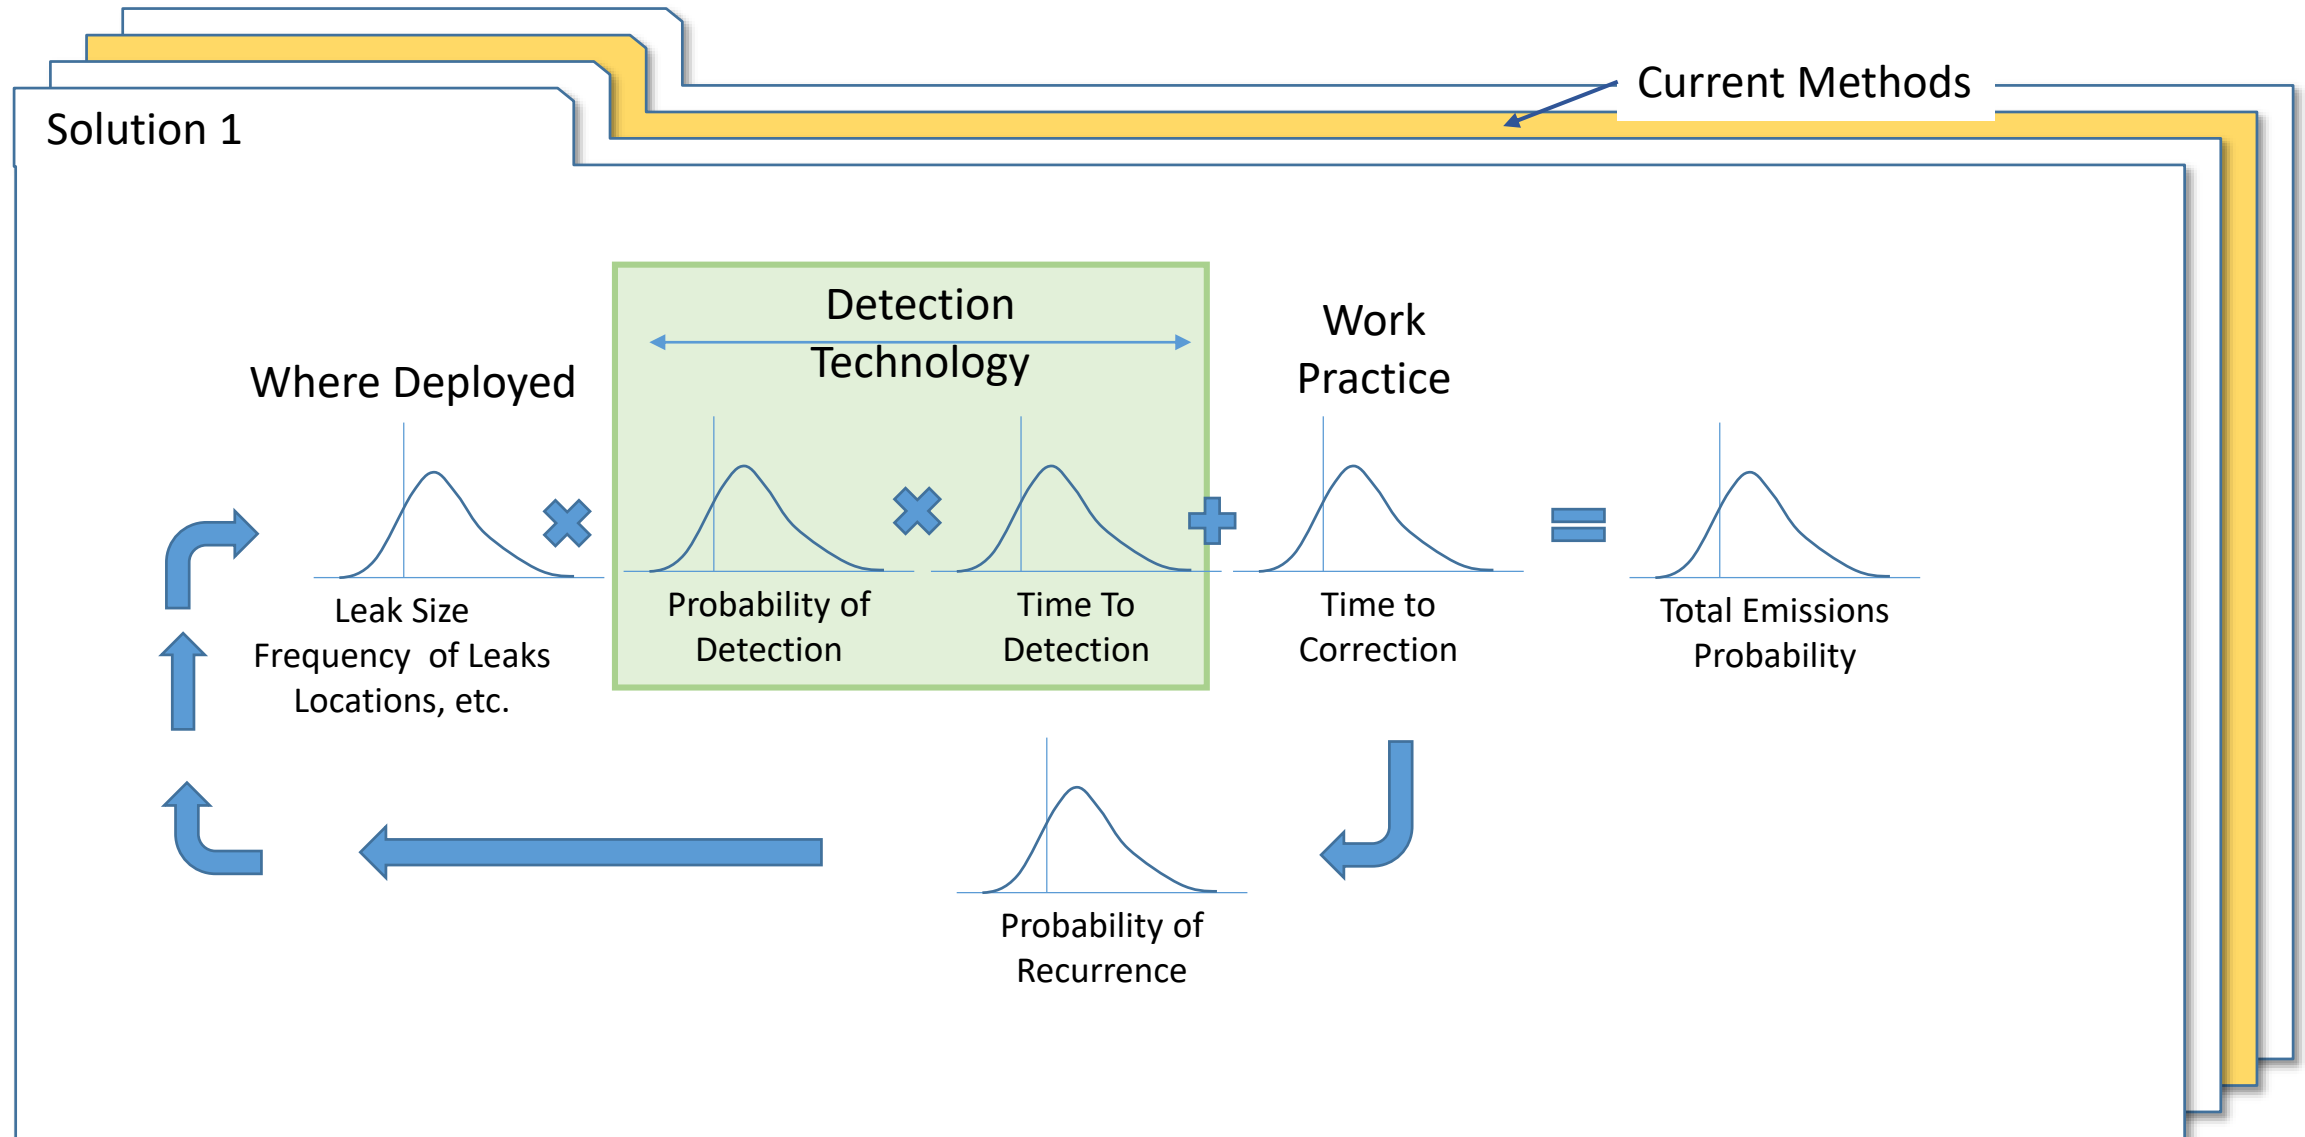 Current Methods
Solution 1
Detection
Technology
Work
Practice
Where Deployed
Leak Size
Frequency  of Leaks
Locations, etc.
Probability of
Detection
Time To
Detection
Time to
Correction
Total Emissions
Probability
Probability of
Recurrence